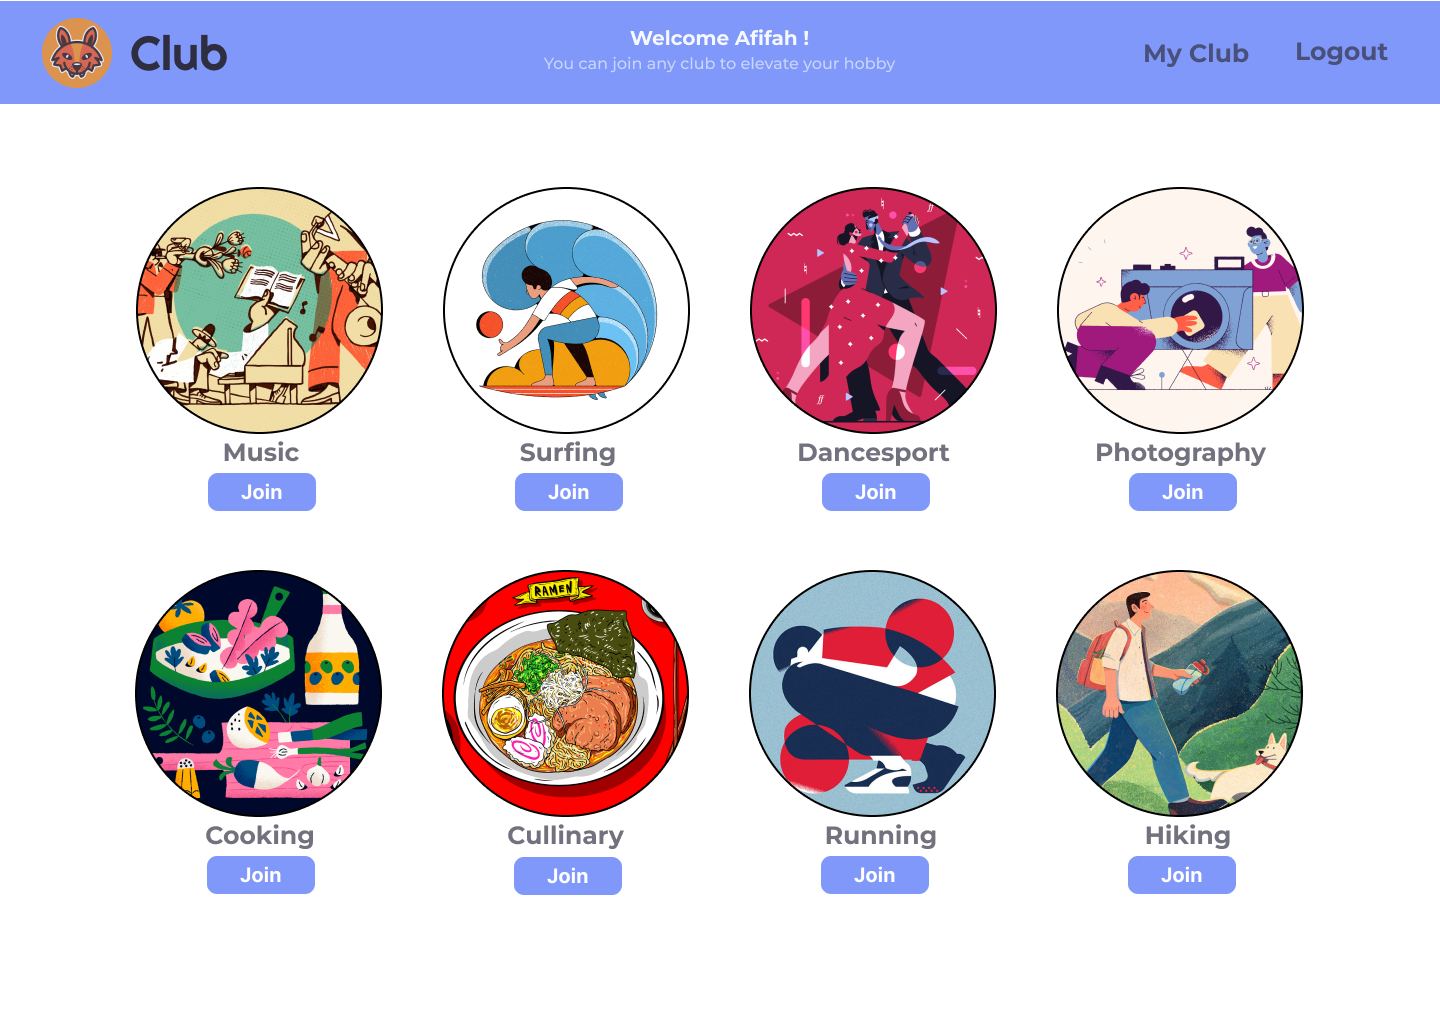 Club
Welcome Afifah !
You can join any club to elevate your hobby
My Club
Logout
Music
Surfing
Dancesport
Photography
Join
Join
Join
Join
RAMEN
Cooking
Cullinary
Running
Hiking
Join
Join
Join
Join